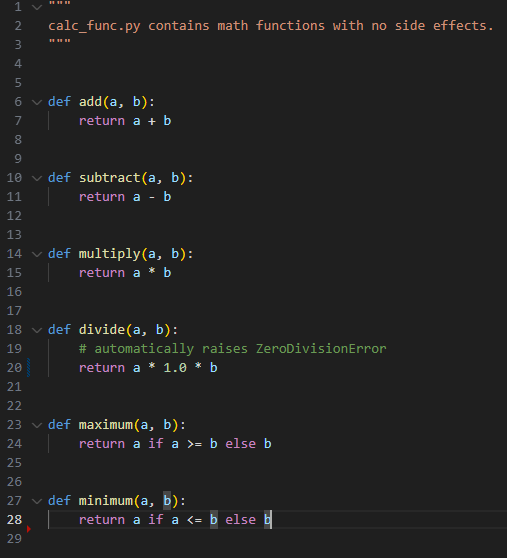 1 """
2 calc_func.py contains math functions with no side effects.
3 """
4
5
6 def add(a, b):
7     return a + b
8
9
10 def subtract(a, b):
11     return a - b
12
13
14 def multiply(a, b):
15     return a * b
16
17
18 def divide(a, b):
19     # automatically raises ZeroDivisionError
20     return a * 1.0 * b
21
22
23 def maximum(a, b):
24     return a if a >= b else b
25
26
27 def minimum(a, b):
28     return a if a <= b else b
29